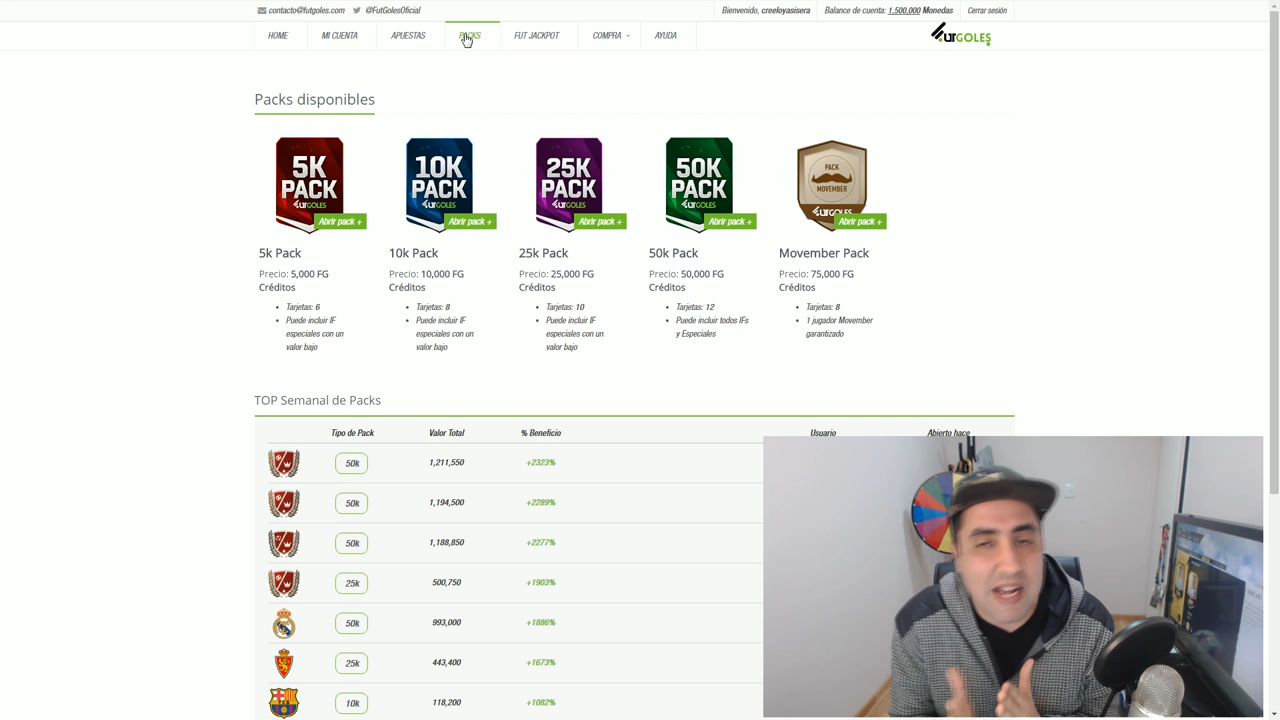 contacto@futgoles.com @FutGolesOficial Bienvenido, creeloyasisera Balance de cuenta: 1,500,000 Monedas Cerrar sesión
HOME MI CUENTA APUESTAS PACKS FUT JACKPOT COMPRA AYUDA FUTGOLES
Packs disponibles
5K PACK FUTGOLES Abrir pack +
10K PACK FUTGOLES Abrir pack +
25K PACK FUTGOLES Abrir pack +
50K PACK FUTGOLES Abrir pack +
PACK MOVEMBER FUTGOLES Abrir pack +
5k Pack
Precio: 5,000 FG
Créditos
Tarjetas: 6
Puede incluir IF
especiales con un
valor bajo
10k Pack
Precio: 10,000 FG
Créditos
Tarjetas: 8
Puede incluir IF
especiales con un
valor bajo
25k Pack
Precio: 25,000 FG
Créditos
Tarjetas: 10
Puede incluir IF
especiales con un
valor bajo
50k Pack
Precio: 50,000 FG
Créditos
Tarjetas: 12
Puede incluir todos IFs
y Especiales
Movember Pack
Precio: 75,000 FG
Créditos
Tarjetas: 8
1 jugador Movember
garantizado
TOP Semanal de Packs
Tipo de Pack Valor Total % Beneficio Usuario Abierto hace
50k 1,211,550 +2323%
50k 1,194,500 +2289%
50k 1,188,850 +2277%
25k 500,750 +1903%
50k 993,000 +1886%
25k 443,400 +1673%
10k 118,200 +1082%